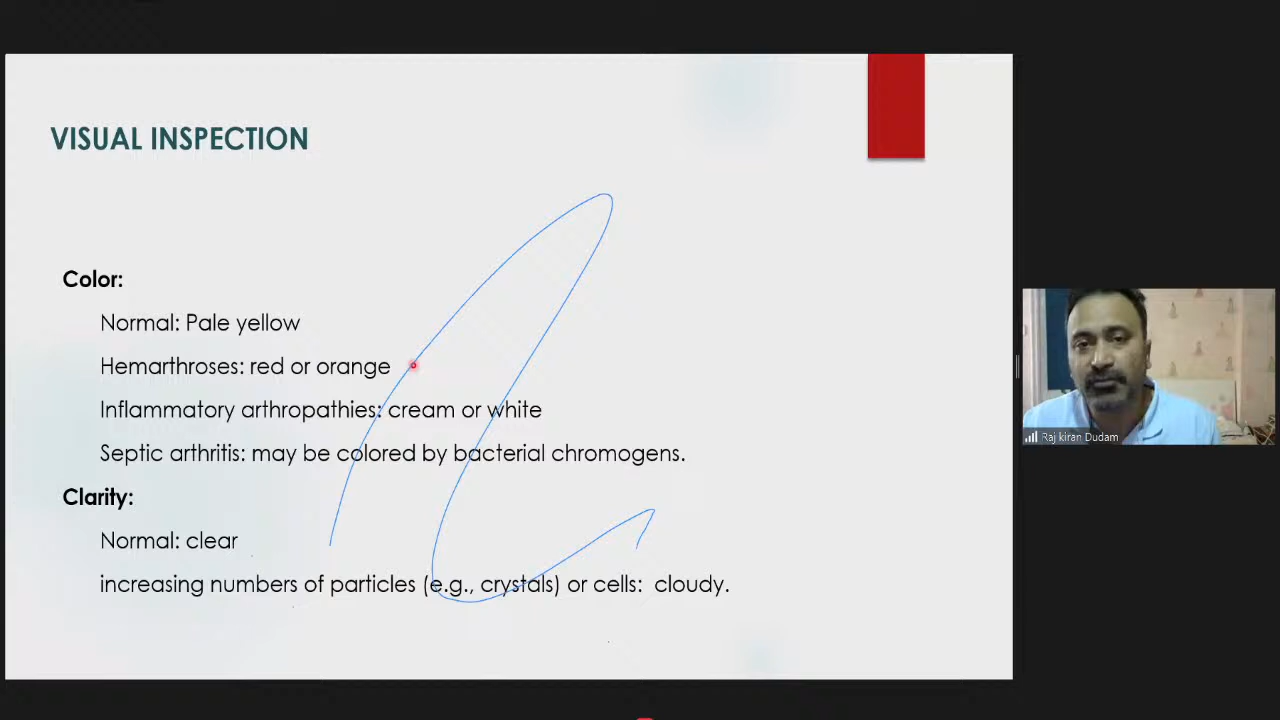 VISUAL INSPECTION
Color:
Normal: Pale yellow
Hemarthroses: red or orange
Inflammatory arthropathies: cream or white
Septic arthritis: may be colored by bacterial chromogens.
Clarity:
Normal: clear
increasing numbers of particles (e.g., crystals) or cells:  cloudy.
Raj kiran Dudam